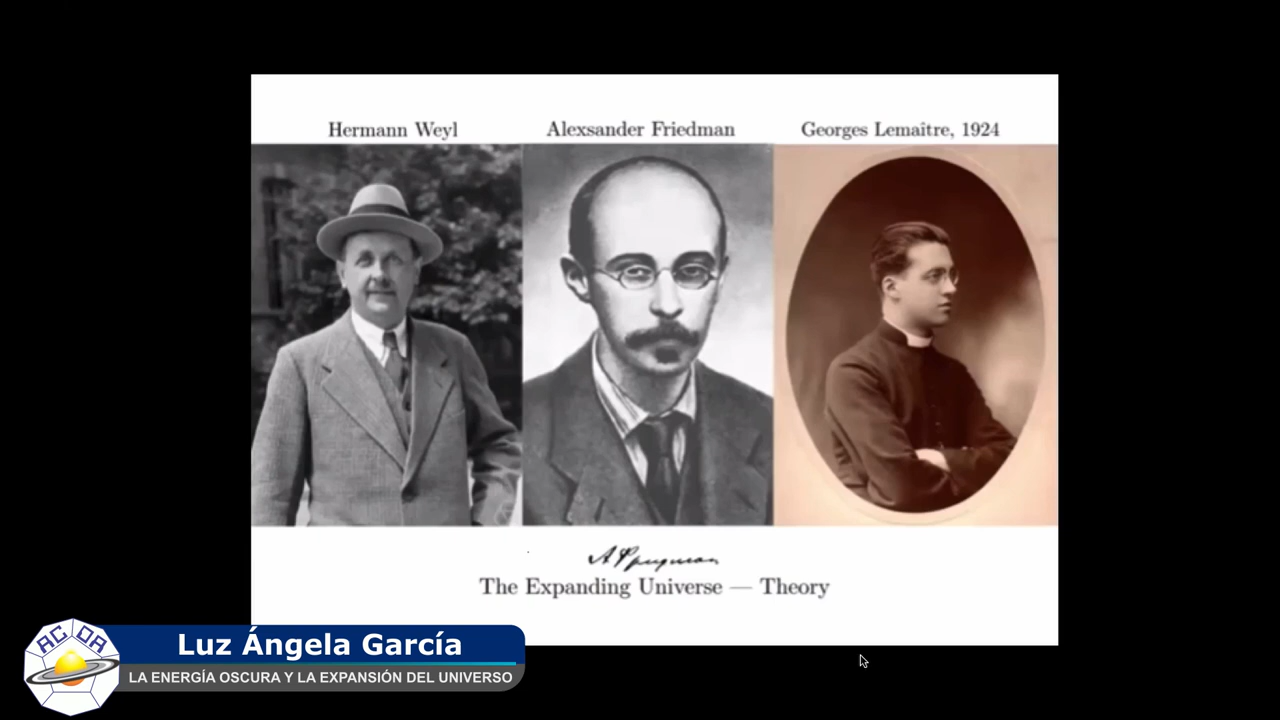 Hermann Weyl
Alexsander Friedman
Georges Lemaître, 1924
The Expanding Universe — Theory
ACDA
Luz Ángela García
LA ENERGÍA OSCURA Y LA EXPANSIÓN DEL UNIVERSO